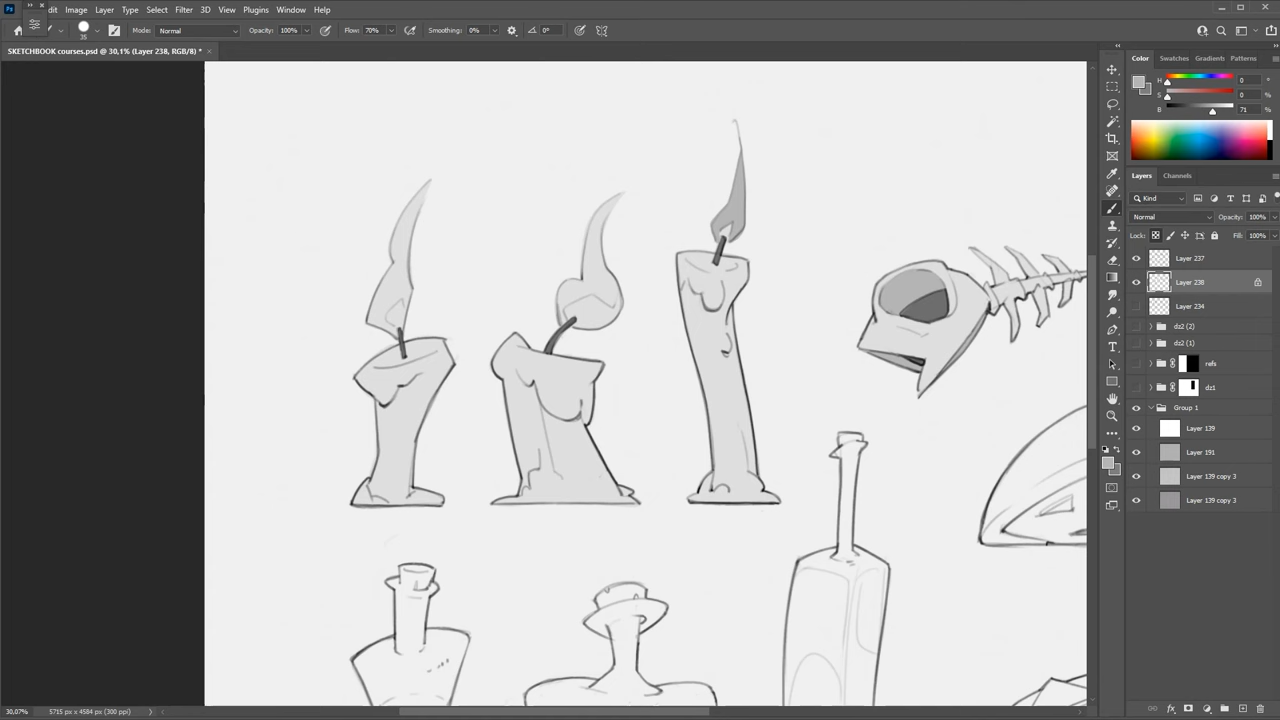 Ps dit Image Layer Type Select Filter 3D View Plugins Window Help
35 Mode: Normal Opacity: 100% Flow: 70% Smoothing: 0% 0°
SKETCHBOOK courses.psd @ 30,1% (Layer 238, RGB/8) * ×
Color Swatches Gradients Patterns
H 0 °
S 0 %
B 71 %
Layers Channels
Kind
Normal Opacity: 100%
Lock: Fill: 100%
Layer 237
Layer 238
Layer 234
dz2 (2)
dz2 (1)
refs
dz1
Group 1
Layer 139
Layer 191
Layer 139 copy 3
Layer 139 copy 3
30,07% 5715 px x 4584 px (300 ppi)
fx